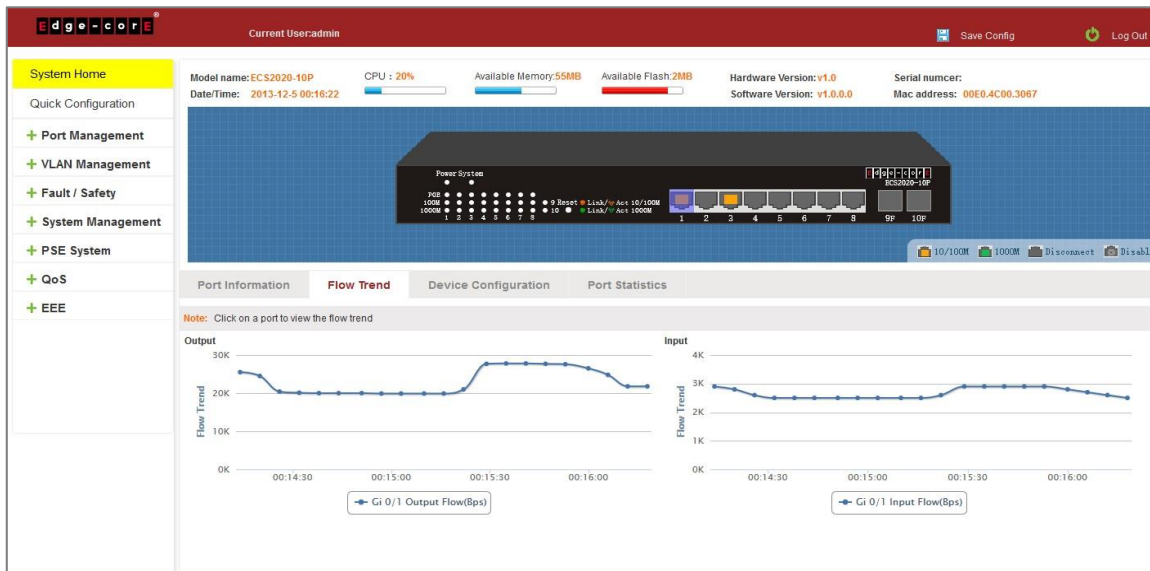 Edge-corE®
Current User:admin
Save Config
Log Out
System Home
Quick Configuration
+ Port Management
+ VLAN Management
+ Fault / Safety
+ System Management
+ PSE System
+ QoS
+ EEE
Model name:ECS2020-10P CPU : 20% Available Memory:55MB Available Flash:2MB Hardware Version:v1.0 Serial numcer:
Date/Time: 2013-12-5 00:16:22 Software Version: v1.0.0.0 Mac address: 00E0.4C00.3067
Power System
Edge-corE
ECS2020-10P
POE
100M 9 Reset Link/Act 10/100M
1000M 10 Link/Act 1000M
1 2 3 4 5 6 7 8
1 2 3 4 5 6 7 8 9F 10F
10/100M 1000M Disconnect Disabl
Port Information Flow Trend Device Configuration Port Statistics
Note: Click on a port to view the flow trend
Output
Flow Trend
30K
20K
10K
0K
00:14:30 00:15:00 00:15:30 00:16:00
Gi 0/1 Output Flow(Bps)
Input
Flow Trend
4K
3K
2K
1K
0K
00:14:30 00:15:00 00:15:30 00:16:00
Gi 0/1 Input Flow(Bps)